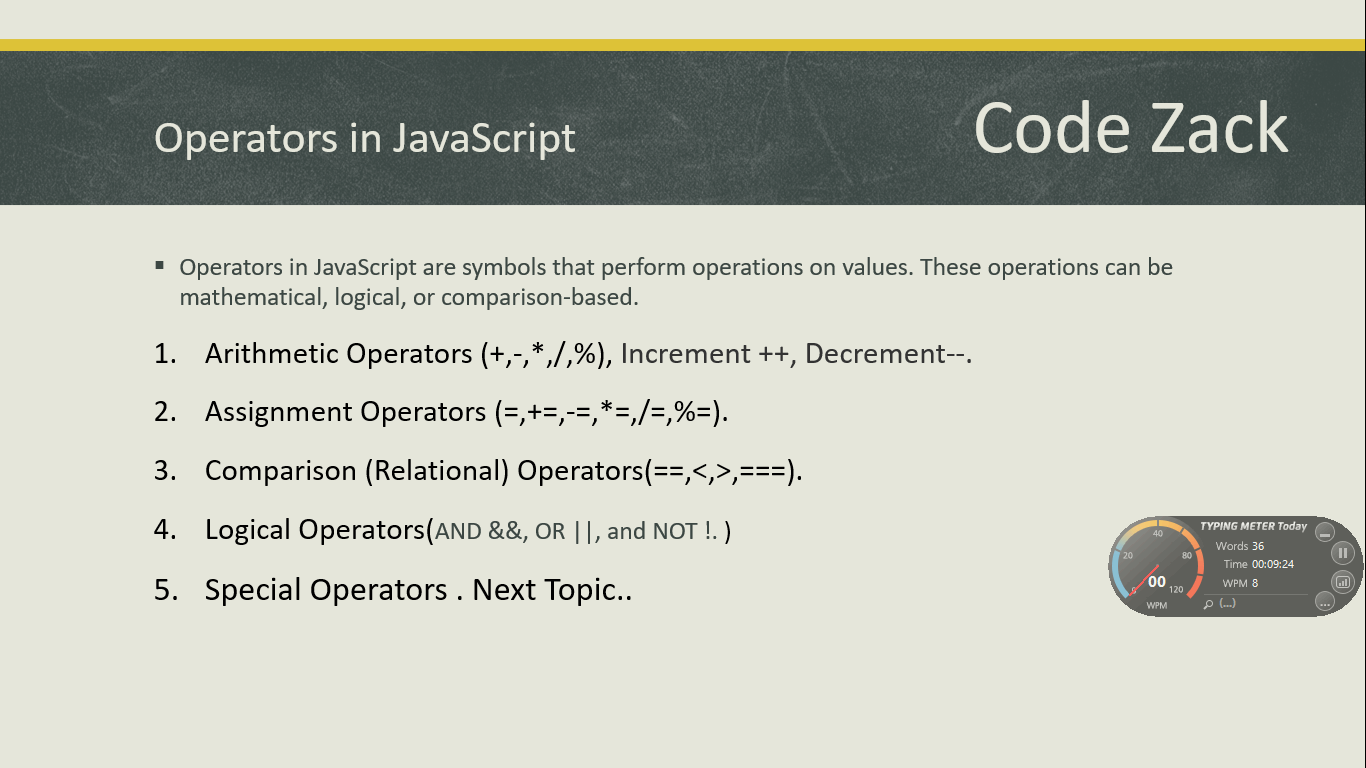 Operators in JavaScript
Code Zack
▪ Operators in JavaScript are symbols that perform operations on values. These operations can be
mathematical, logical, or comparison-based.
1. Arithmetic Operators (+,-,*,/,%), Increment ++, Decrement--.
2. Assignment Operators (=,+=,-=,*=,/=,%=).
3. Comparison (Relational) Operators(==,<,>,===).
4. Logical Operators(AND &&, OR ||, and NOT !. )
5. Special Operators . Next Topic..
TYPING METER Today
Words 36
Time 00:09:24
WPM 8
(...)
0
20
40
80
120
00
WPM